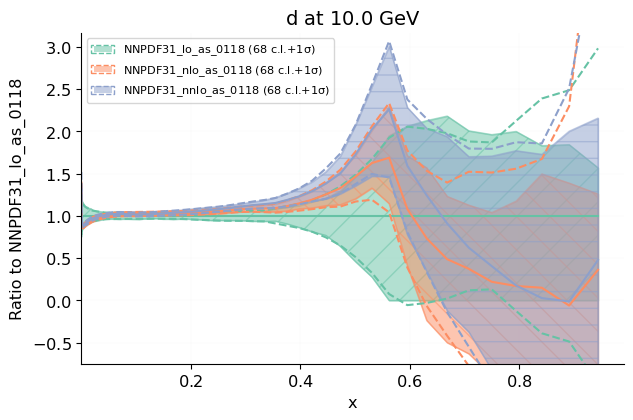 d at 10.0 GeV
NNPDF31_lo_as_0118 (68 c.l.+1σ)
NNPDF31_nlo_as_0118 (68 c.l.+1σ)
NNPDF31_nnlo_as_0118 (68 c.l.+1σ)
Ratio to NNPDF31_lo_as_0118
3.0
2.5
2.0
1.5
1.0
0.5
0.0
−0.5
0.2 0.4 0.6 0.8
x